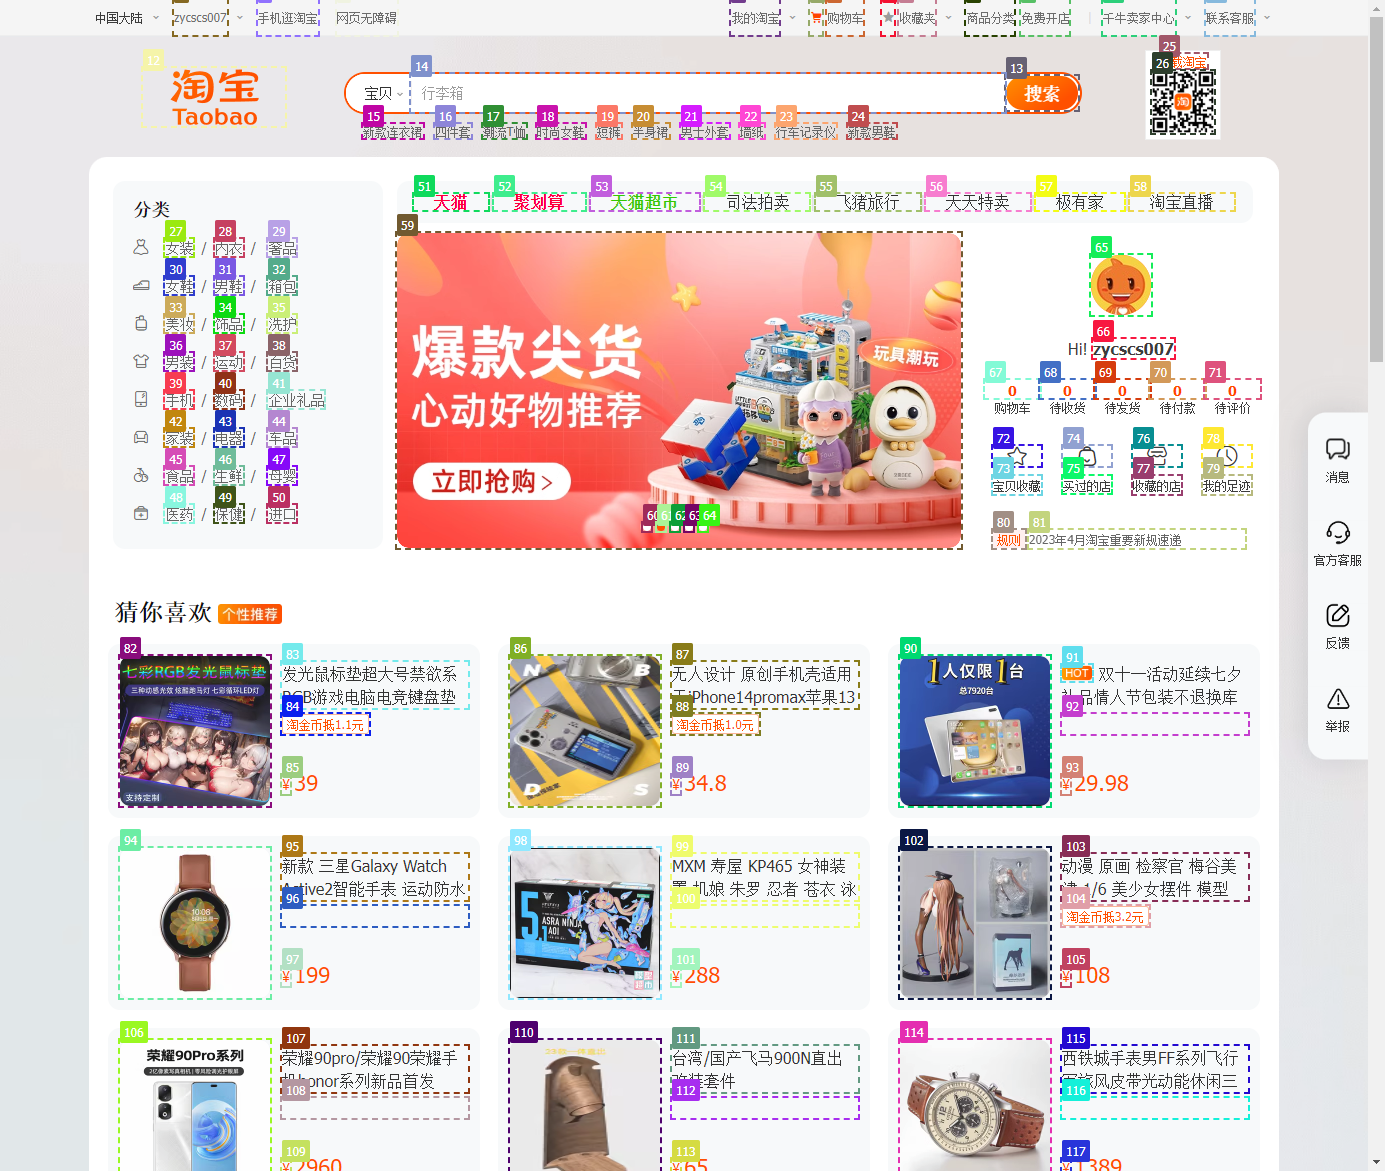 中国大陆 zycscs007 手机逛淘宝 网页无障碍 我的淘宝 购物车 收藏夹 商品分类 免费开店 千牛卖家中心 联系客服
12 淘宝
Taobao
14 13
宝贝 行李箱 搜索
25
26 淘宝
15 16 17 18 19 20 21 22 23 24
新款连衣裙 四件套 潮流T恤 时尚女鞋 短裤 半身裙 男士外套 墙纸 行车记录仪 新款男鞋
51 52 53 54 55 56 57 58
天猫 聚划算 天猫超市 司法拍卖 飞猪旅行 天天特卖 极有家 淘宝直播
分类
27 28 29
女装 / 内衣 / 奢品
30 31 32
女鞋 / 男鞋 / 箱包
33 34 35
美妆 / 饰品 / 洗护
36 37 38
男装 / 运动 / 百货
39 40 41
手机 / 数码 / 企业礼品
42 43 44
家装 / 电器 / 车品
45 46 47
食品 / 生鲜 / 母婴
48 49 50
医药 / 保健 / 进口
59
爆款尖货
心动好物推荐
立即抢购 >
玩具潮玩
60 61 62 63 64
65
66
Hi! zycscs007
67 68 69 70 71
0 0 0 0 0
购物车 待收货 待发货 待付款 待评价
72 74 76 78
73 75 77 79
宝贝收藏 买过的店 收藏的店 我的足迹
80 81
规则 2023年4月淘宝重要新规速递
消息
官方客服
反馈
举报
猜你喜欢 个性推荐
82
七彩RGB发光鼠标垫
三种动感光效 炫酷跑马灯 七彩循环LED灯
支持定制
83
发光鼠标垫超大号禁欲系
RGB游戏电脑电竞键盘垫
84
淘金币抵1.1元
85
¥39
86
N B
D S
87
无人设计 原创手机壳适用
于iPhone14promax苹果13
88
淘金币抵1.0元
89
¥34.8
90
1人仅限1台
总7920台
91
HOT 双十一活动延续七夕
礼品情人节包装不退换库
92
93
¥29.98
94
95
新款 三星Galaxy Watch
Active2智能手表 运动防水
96
97
¥199
98
5.1
ASRA NINJA
AOI
99
MXM 寿屋 KP465 女神装
置 机娘 朱罗 忍者 苍衣 泳
100
101
¥288
102
103
动漫 原画 检察官 梅谷美
津 1/6 美少女摆件 模型
104
淘金币抵3.2元
105
¥108
106
荣耀90Pro系列
107
荣耀90pro/荣耀90荣耀手
机honor系列新品首发
108
109
¥2960
110
111
台湾/国产飞马900N直出
改装套件
112
113
¥65
114
115
西铁城手表男FF系列飞行
军旅风皮带光动能休闲三
116
117
¥1389